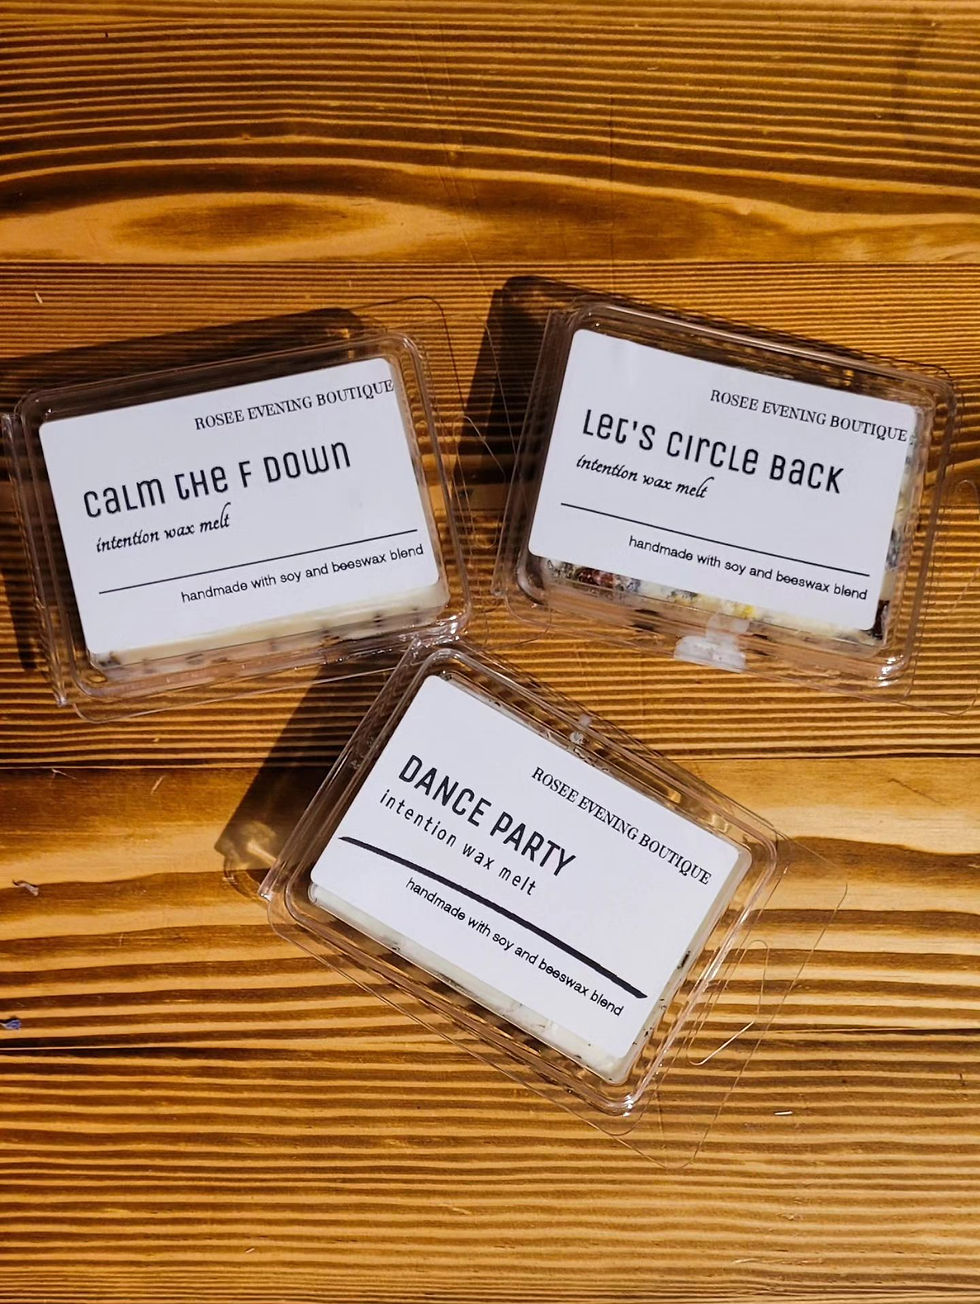 ROSEE EVENING BOUTIQUE
CALM THE F DOWN
intention wax melt
handmade with soy and beeswax blend
ROSEE EVENING BOUTIQUE
LET'S CIRCLE BACK
intention wax melt
handmade with soy and beeswax blend
ROSEE EVENING BOUTIQUE
DANCE PARTY
intention wax melt
handmade with soy and beeswax blend